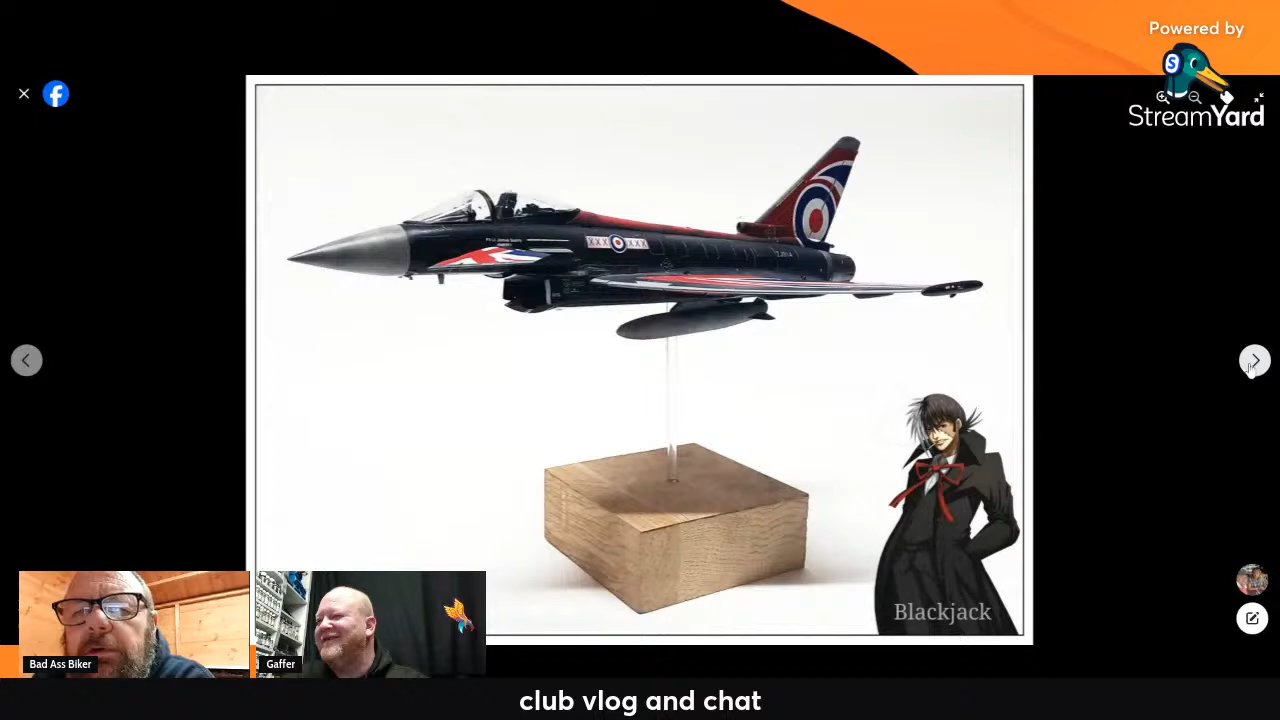 Powered by
S
StreamYard
XXX XXX
Blackjack
Bad Ass Biker
Gaffer
club vlog and chat